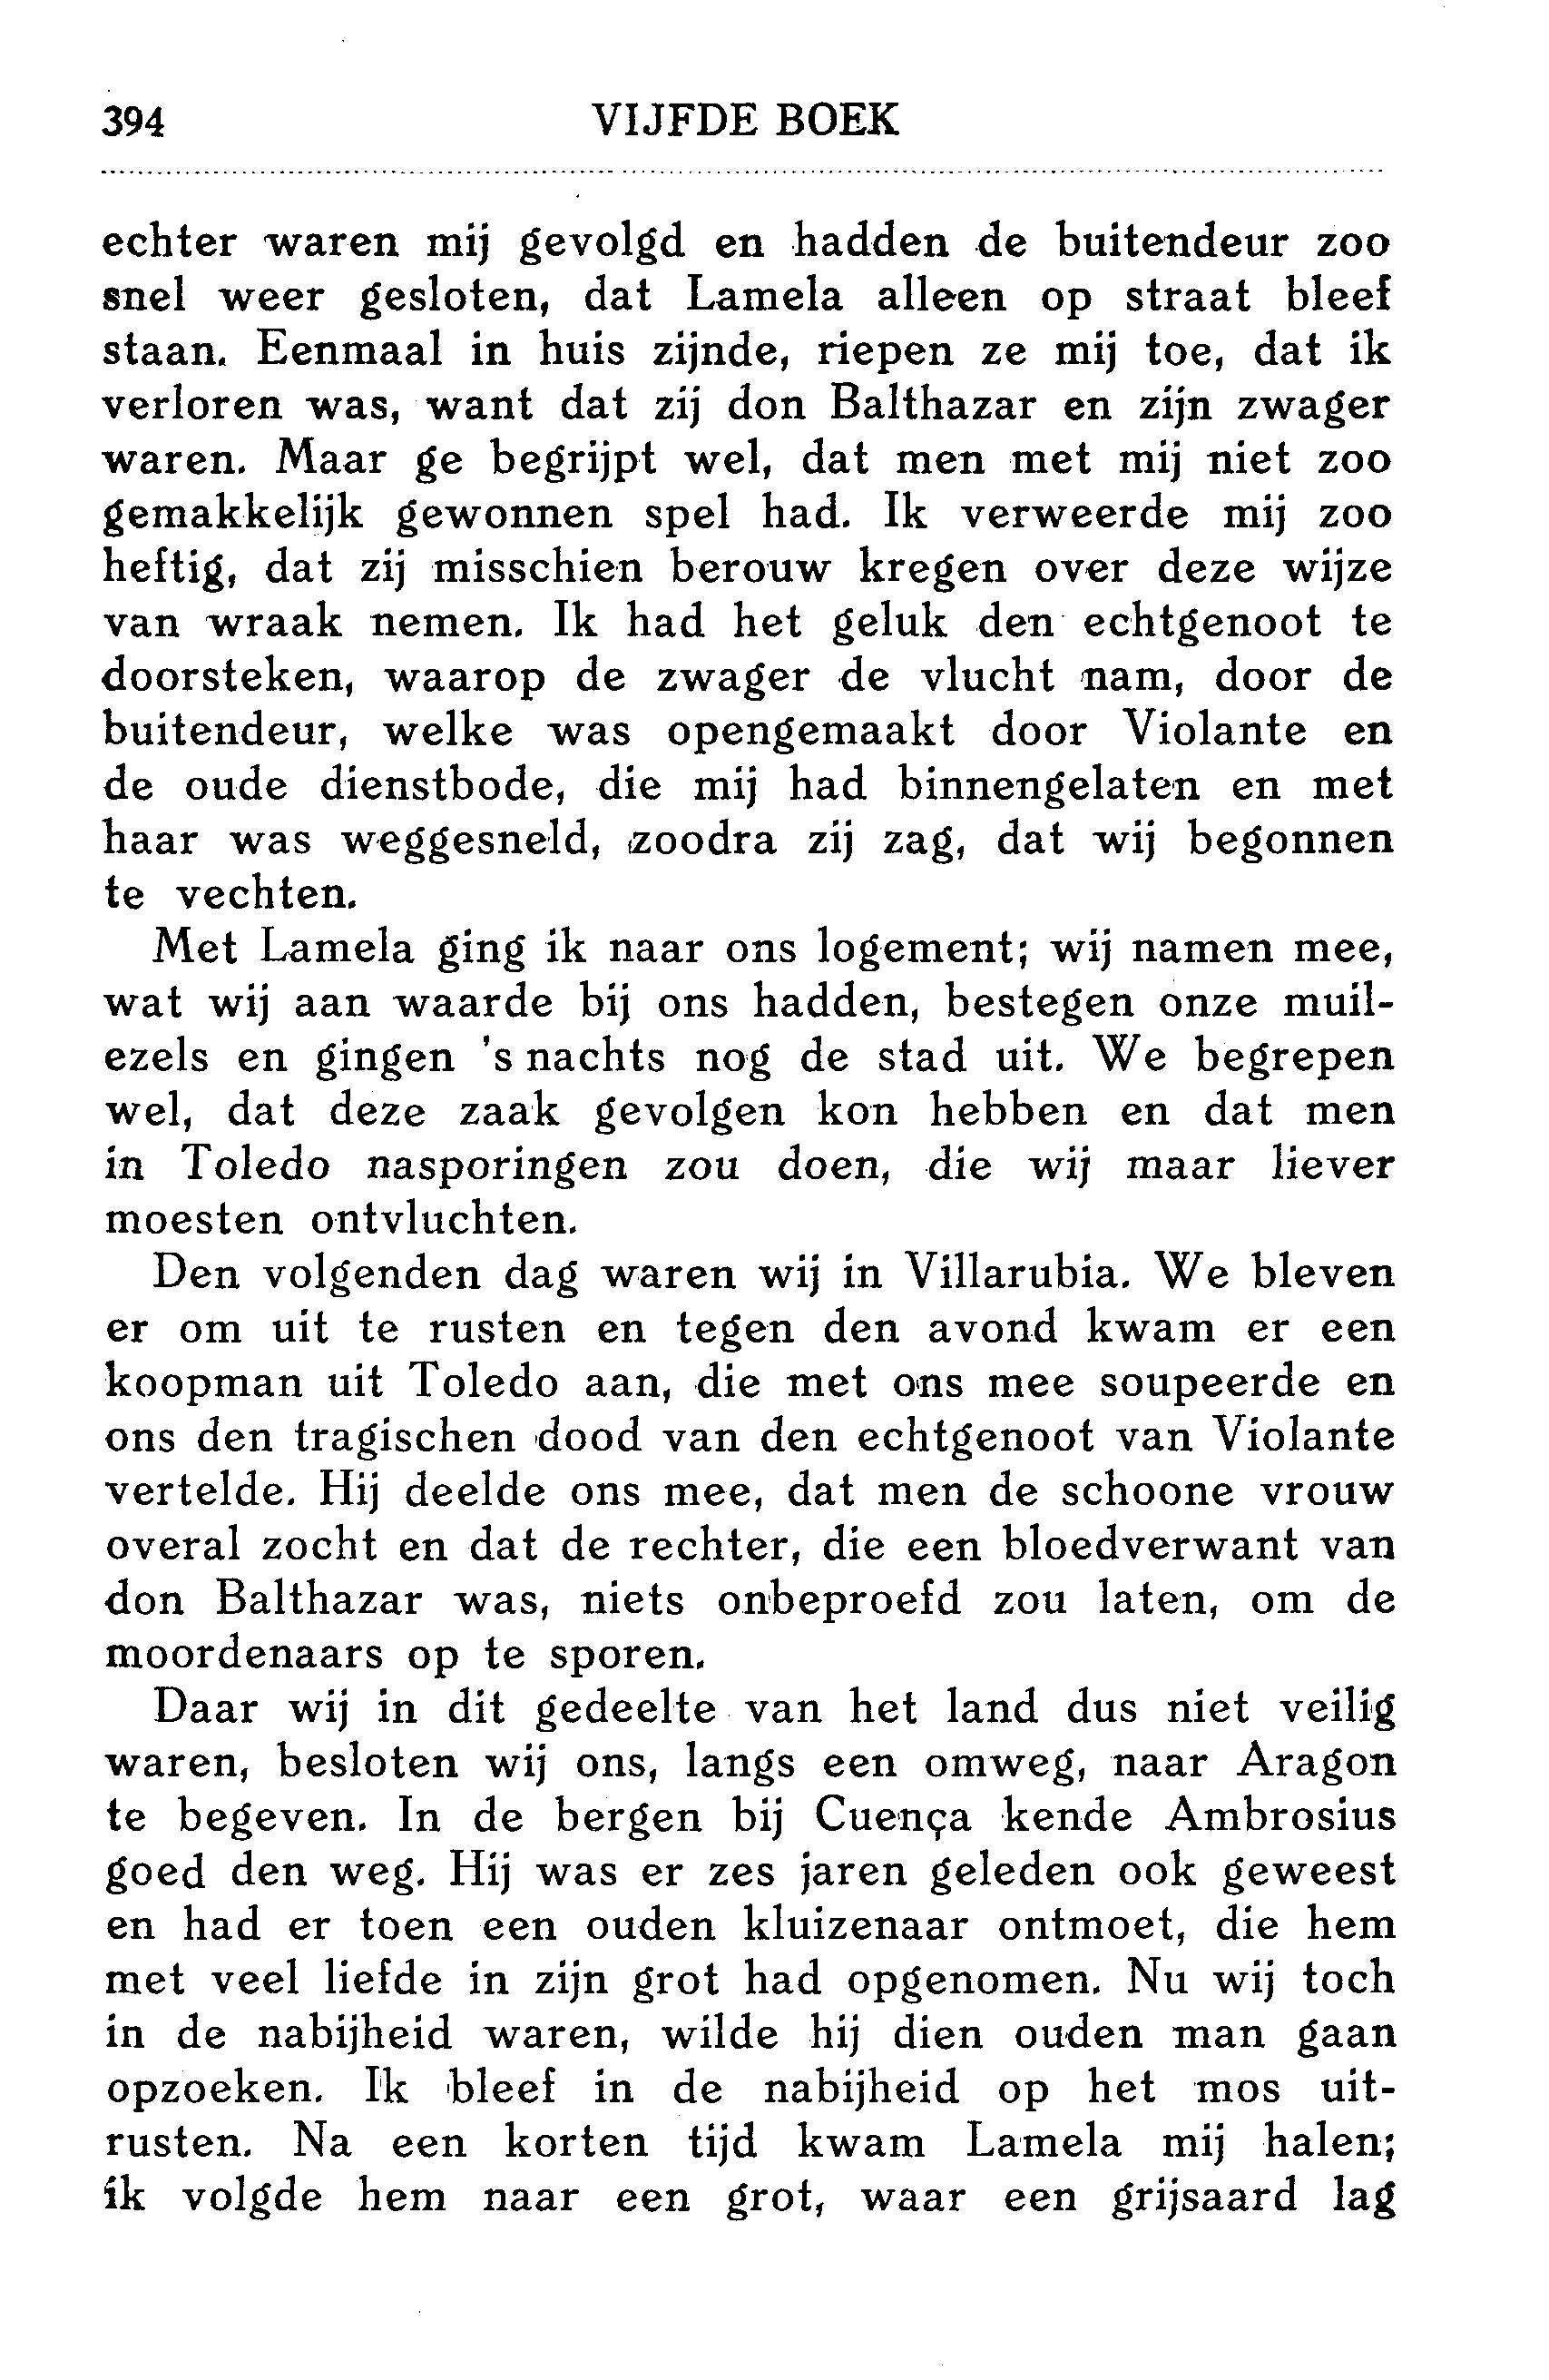 394 VIJFDE BOEK
echter waren mij gevolgd en hadden de buitendeur zoo
snel weer gesloten, dat Lamela alleen op straat bleef
staan. Eenmaal in huis zijnde, riepen ze mij toe, dat ik
verloren was, want dat zij don Balthazar en zijn zwager
waren. Maar ge begrijpt wel, dat men met mij niet zoo
gemakkelijk gewonnen spel had. Ik verweerde mij zoo
heftig, dat zij misschien berouw kregen over deze wijze
van wraak nemen. Ik had het geluk den echtgenoot te
doorsteken, waarop de zwager de vlucht nam, door de
buitendeur, welke was opengemaakt door Violante en
de oude dienstbode, die mij had binnengelaten en met
haar was weggesneld, zoodra zij zag, dat wij begonnen
te vechten.
Met Lamela ging ik naar ons logement; wij namen mee,
wat wij aan waarde bij ons hadden, bestegen onze muil-
ezels en gingen 's nachts nog de stad uit. We begrepen
wel, dat deze zaak gevolgen kon hebben en dat men
in Toledo nasporingen zou doen, die wij maar liever
moesten ontvluchten.
Den volgenden dag waren wij in Villarubia. We bleven
er om uit te rusten en tegen den avond kwam er een
koopman uit Toledo aan, die met ons mee soupeerde en
ons den tragischen dood van den echtgenoot van Violante
vertelde. Hij deelde ons mee, dat men de schoone vrouw
overal zocht en dat de rechter, die een bloedverwant van
don Balthazar was, niets onbeproefd zou laten, om de
moordenaars op te sporen.
Daar wij in dit gedeelte van het land dus niet veilig
waren, besloten wij ons, langs een omweg, naar Aragon
te begeven. In de bergen bij Cuença kende Ambrosius
goed den weg. Hij was er zes jaren geleden ook geweest
en had er toen een ouden kluizenaar ontmoet, die hem
met veel liefde in zijn grot had opgenomen. Nu wij toch
in de nabijheid waren, wilde hij dien ouden man gaan
opzoeken. Ik bleef in de nabijheid op het mos uit-
rusten. Na een korten tijd kwam Lamela mij halen;
ik volgde hem naar een grot, waar een grijsaard lag